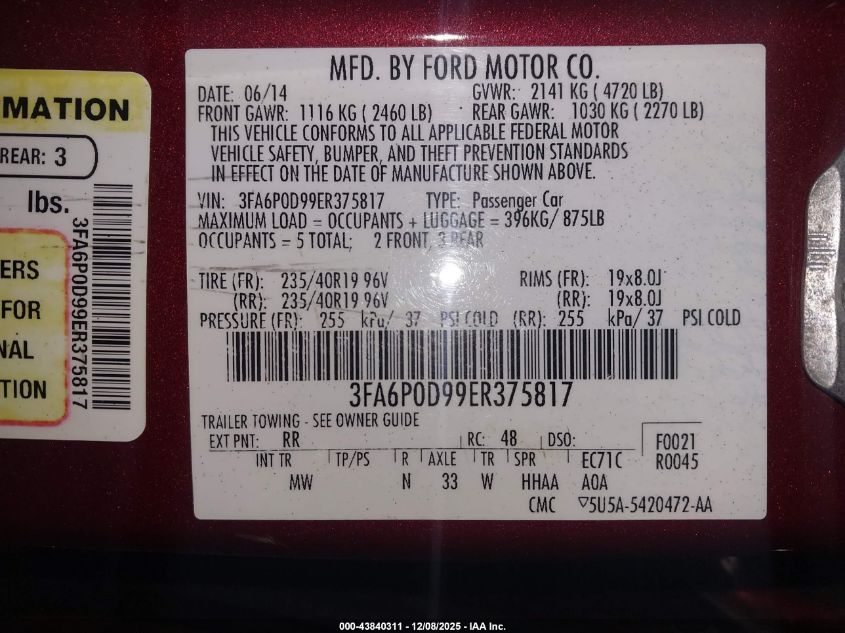 MATION
REAR: 3
lbs.
ERS
FOR
NAL
TION
3FA6P0D99ER375817
MFD. BY FORD MOTOR CO.
DATE: 06/14 GVWR: 2141 KG ( 4720 LB)
FRONT GAWR: 1116 KG ( 2460 LB) REAR GAWR: 1030 KG ( 2270 LB)
THIS VEHICLE CONFORMS TO ALL APPLICABLE FEDERAL MOTOR
VEHICLE SAFETY, BUMPER, AND THEFT PREVENTION STANDARDS
IN EFFECT ON THE DATE OF MANUFACTURE SHOWN ABOVE.
VIN: 3FA6P0D99ER375817 TYPE: Passenger Car
MAXIMUM LOAD = OCCUPANTS + LUGGAGE = 396KG/ 875LB
OCCUPANTS = 5 TOTAL; 2 FRONT, 3 REAR
TIRE (FR): 235/40R19 96V RIMS (FR): 19x8.0J
(RR): 235/40R19 96V (RR): 19x8.0J
PRESSURE (FR): 255 kPa/ 37 PSI COLD (RR): 255 kPa/ 37 PSI COLD
3FA6P0D99ER375817
TRAILER TOWING - SEE OWNER GUIDE
EXT PNT: RR RC: 48 DSO: F0021
INT TR TP/PS R AXLE TR SPR EC71C R0045
MW N 33 W HHAA A0A
CMC ▽5U5A-5420472-AA
000-43840311 - 12/08/2025 - IAA Inc.